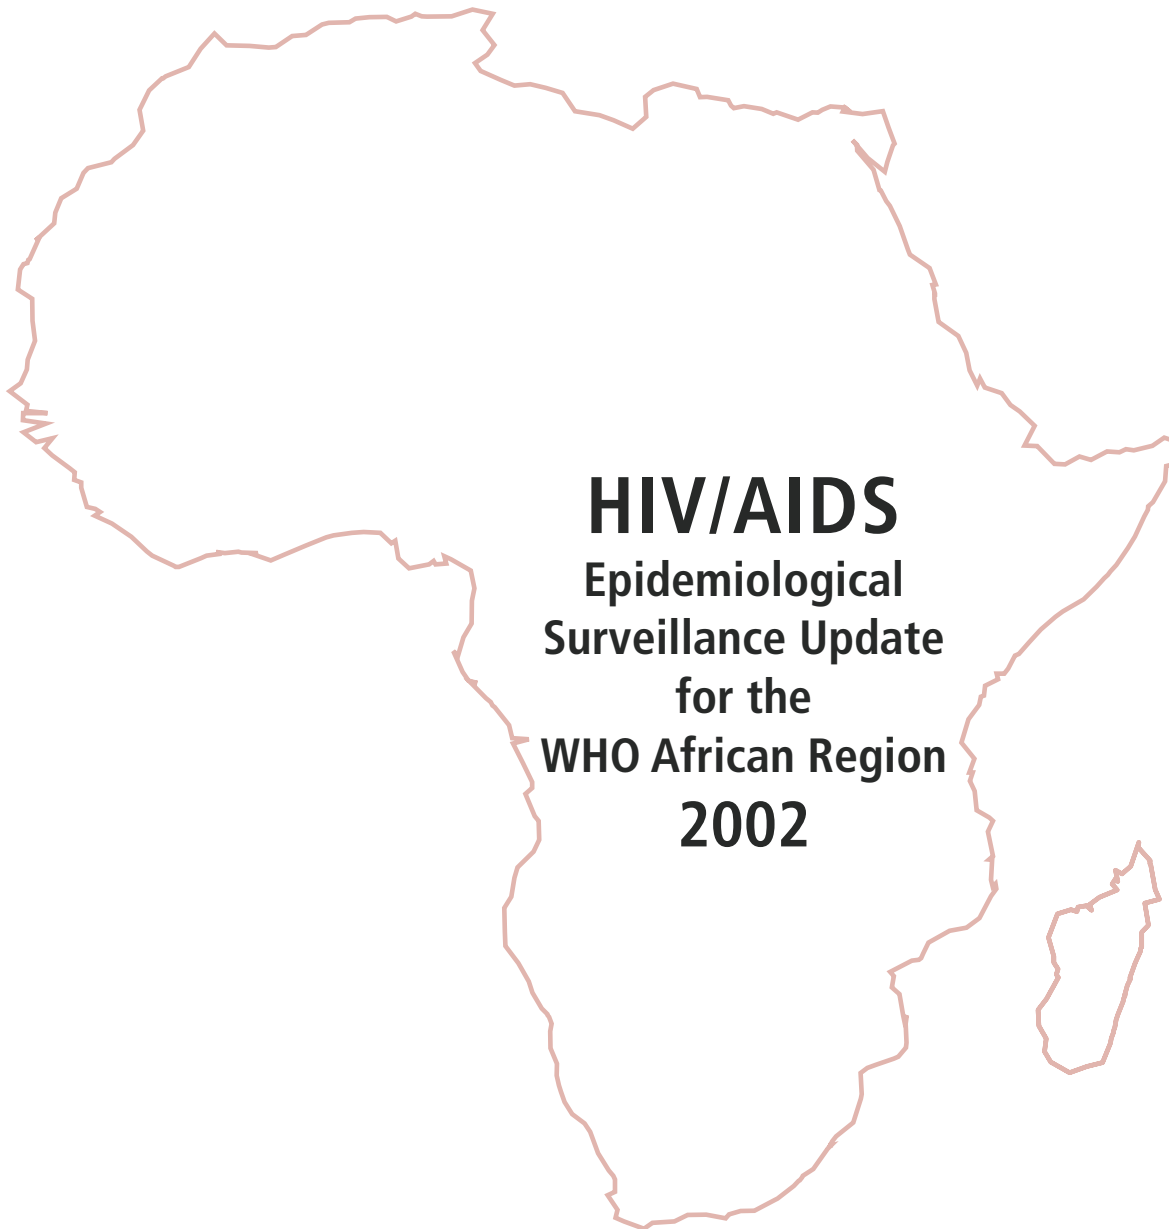 HIV/AIDS
Epidemiological
Surveillance Update
for the
WHO African Region
2002